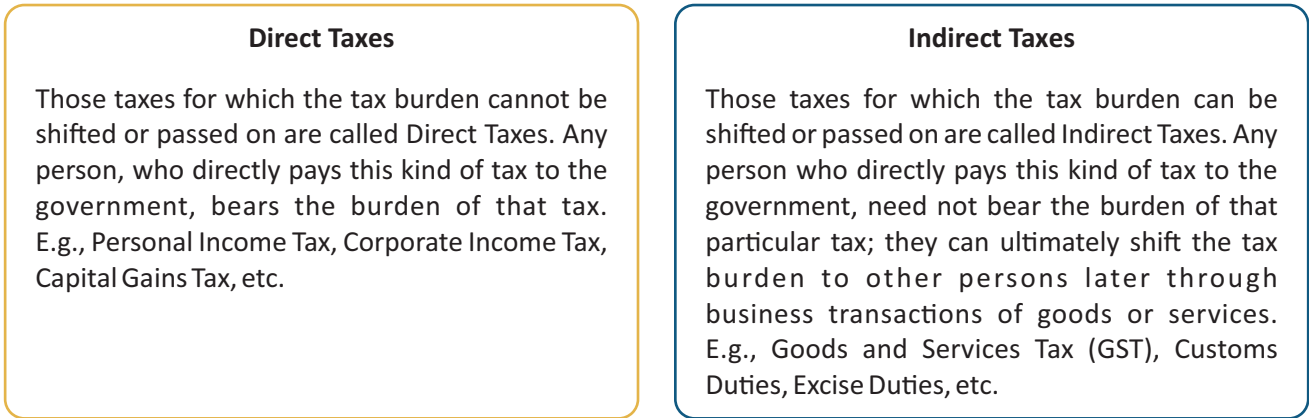 Direct Taxes
Those taxes for which the tax burden cannot be
shifted or passed on are called Direct Taxes. Any
person, who directly pays this kind of tax to the
government, bears the burden of that tax.
E.g., Personal Income Tax, Corporate Income Tax,
Capital Gains Tax, etc.
Indirect Taxes
Those taxes for which the tax burden can be
shifted or passed on are called Indirect Taxes. Any
person who directly pays this kind of tax to the
government, need not bear the burden of that
particular tax; they can ultimately shift the tax
burden to other persons later through
business transactions of goods or services.
E.g., Goods and Services Tax (GST), Customs
Duties, Excise Duties, etc.